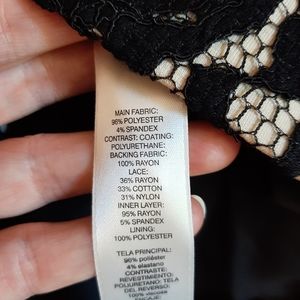 MAIN FABRIC:
96% POLYESTER
4% SPANDEX
CONTRAST: COATING:
POLYURETHANE:
BACKING FABRIC:
100% RAYON
LACE:
36% RAYON
33% COTTON
31% NYLON
INNER LAYER:
95% RAYON
5% SPANDEX
LINING:
100% POLYESTER
TELA PRINCIPAL:
96% poliéster
4% elastano
CONTRASTE:
REVESTIMIENTO:
POLIURETANO TELA
DEL REVERSO:
100% viscosa